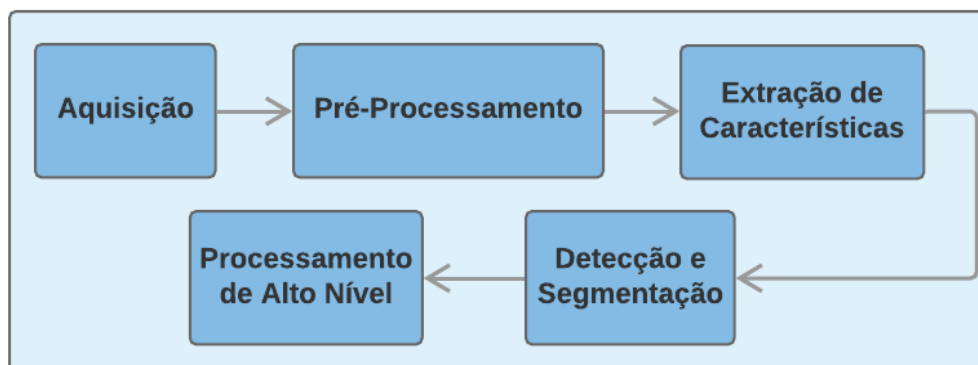 Aquisição
Pré-Processamento
Extração de
Características
Processamento
de Alto Nível
Detecção e
Segmentação